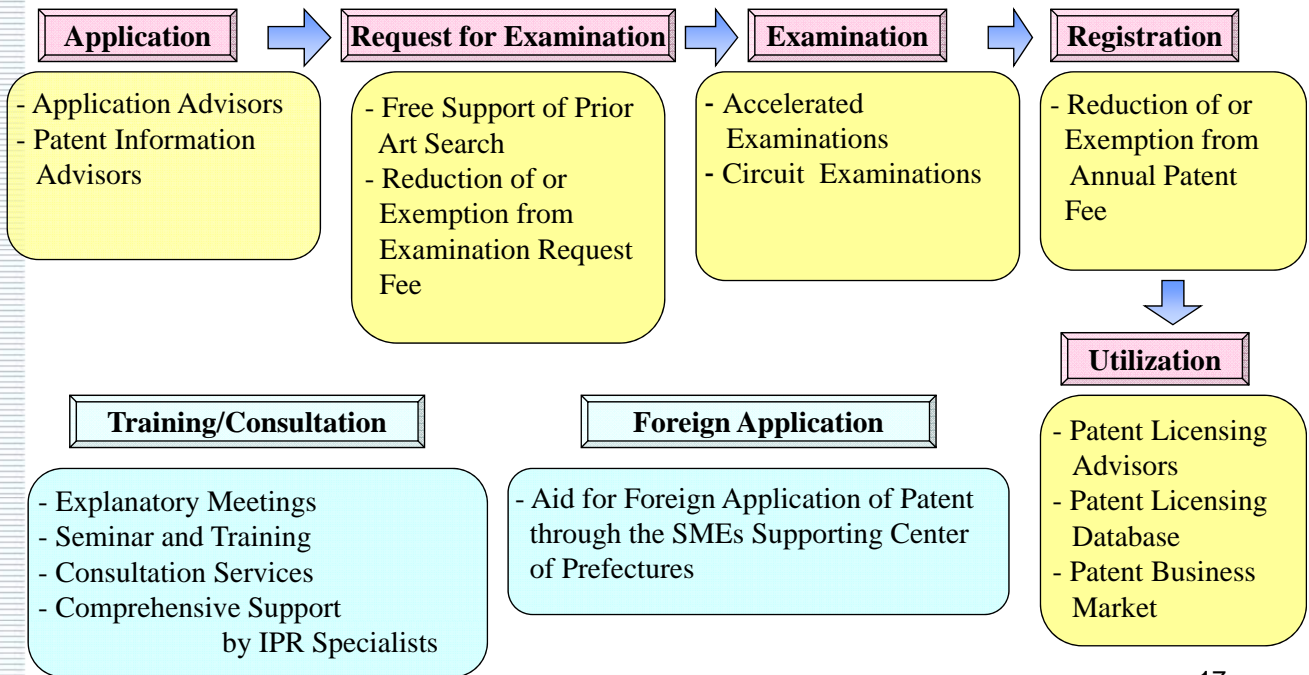 Application
Request for Examination
Examination
Registration
- Application Advisors
- Patent Information
Advisors
- Free Support of Prior
Art Search
- Reduction of or
Exemption from
Examination Request
Fee
- Accelerated
Examinations
- Circuit Examinations
- Reduction of or
Exemption from
Annual Patent
Fee
Utilization
- Patent Licensing
Advisors
- Patent Licensing
Database
- Patent Business
Market
Training/Consultation
- Explanatory Meetings
- Seminar and Training
- Consultation Services
- Comprehensive Support
by IPR Specialists
Foreign Application
- Aid for Foreign Application of Patent
through the SMEs Supporting Center
of Prefectures